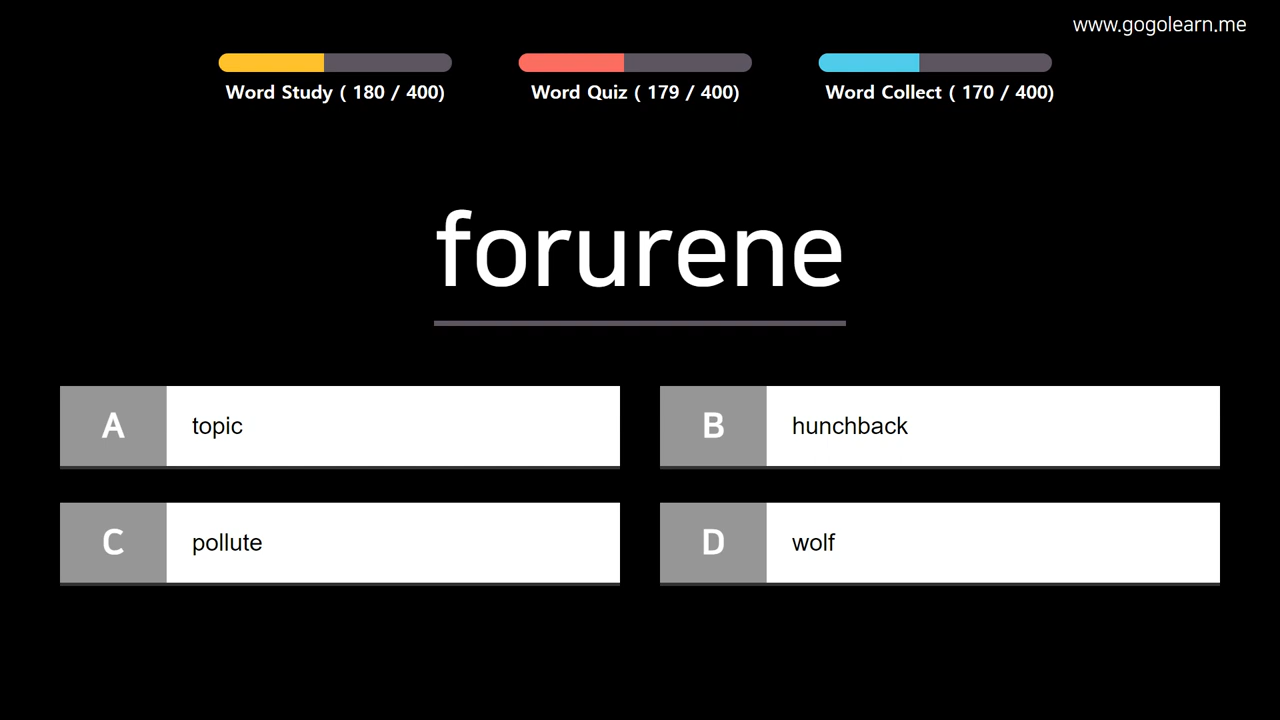 www.gogolearn.me
Word Study ( 180 / 400)
Word Quiz ( 179 / 400)
Word Collect ( 170 / 400)
forurene
A topic
B hunchback
C pollute
D wolf